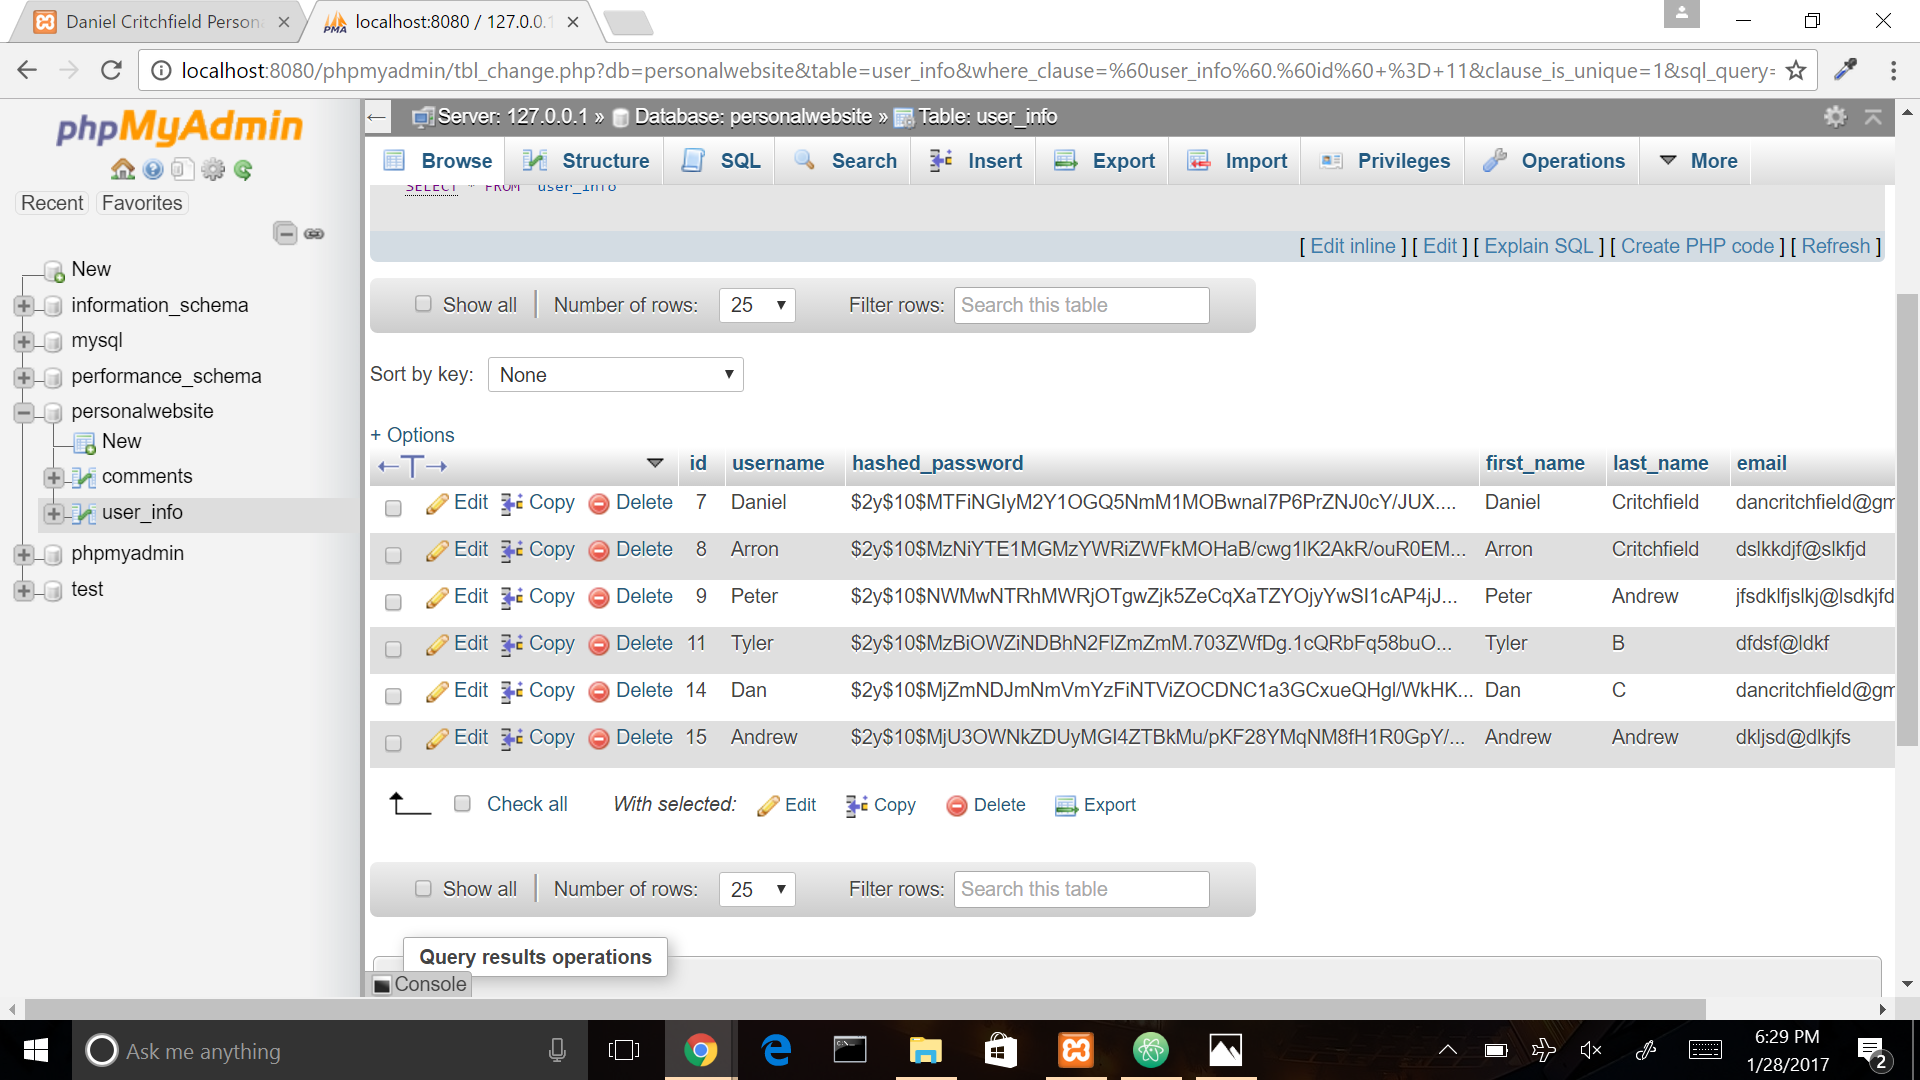 Daniel Critchfield Person
localhost:8080 / 127.0.0.1
localhost:8080/phpmyadmin/tbl_change.php?db=personalwebsite&table=user_info&where_clause=%60user_info%60.%60id%60+%3D+11&clause_is_unique=1&sql_query=
phpMyAdmin
Recent Favorites
New
information_schema
mysql
performance_schema
personalwebsite
New
comments
user_info
phpmyadmin
test
Server: 127.0.0.1 » Database: personalwebsite » Table: user_info
Browse Structure SQL Search Insert Export Import Privileges Operations More
SELECT * FROM `user_info`
[ Edit inline ] [ Edit ] [ Explain SQL ] [ Create PHP code ] [ Refresh ]
Show all Number of rows: 25 Filter rows: Search this table
Sort by key: None
+ Options
id username hashed_password first_name last_name email
Edit Copy Delete 7 Daniel $2y$10$MTFiNGIyM2Y1OGQ5NmM1MOBwnal7P6PrZNJ0cY/JUX.... Daniel Critchfield dancritchfield@gm
Edit Copy Delete 8 Arron $2y$10$MzNiYTE1MGMzYWRiZWFkMOHaB/cwg1lK2AkR/ouR0EM... Arron Critchfield dslkkdjf@slkfjd
Edit Copy Delete 9 Peter $2y$10$NWMwNTRhMWRjOTgwZjk5ZeCqXaTZYOjyYwSI1cAP4jJ... Peter Andrew jfsdklfjslkj@lsdkjfd
Edit Copy Delete 11 Tyler $2y$10$MzBiOWZiNDBhN2FlZmZmM.703ZWfDg.1cQRbFq58buO... Tyler B dfdsf@ldkf
Edit Copy Delete 14 Dan $2y$10$MjZmNDJmNmVmYzFiNTViZOCDNC1a3GCxueQHgl/WkHK... Dan C dancritchfield@gm
Edit Copy Delete 15 Andrew $2y$10$MjU3OWNkZDUyMGI4ZTBkMu/pKF28YMqNM8fH1R0GpY/... Andrew Andrew dkljsd@dlkjfs
Check all With selected: Edit Copy Delete Export
Show all Number of rows: 25 Filter rows: Search this table
Query results operations
Console
Ask me anything
6:29 PM
1/28/2017
2